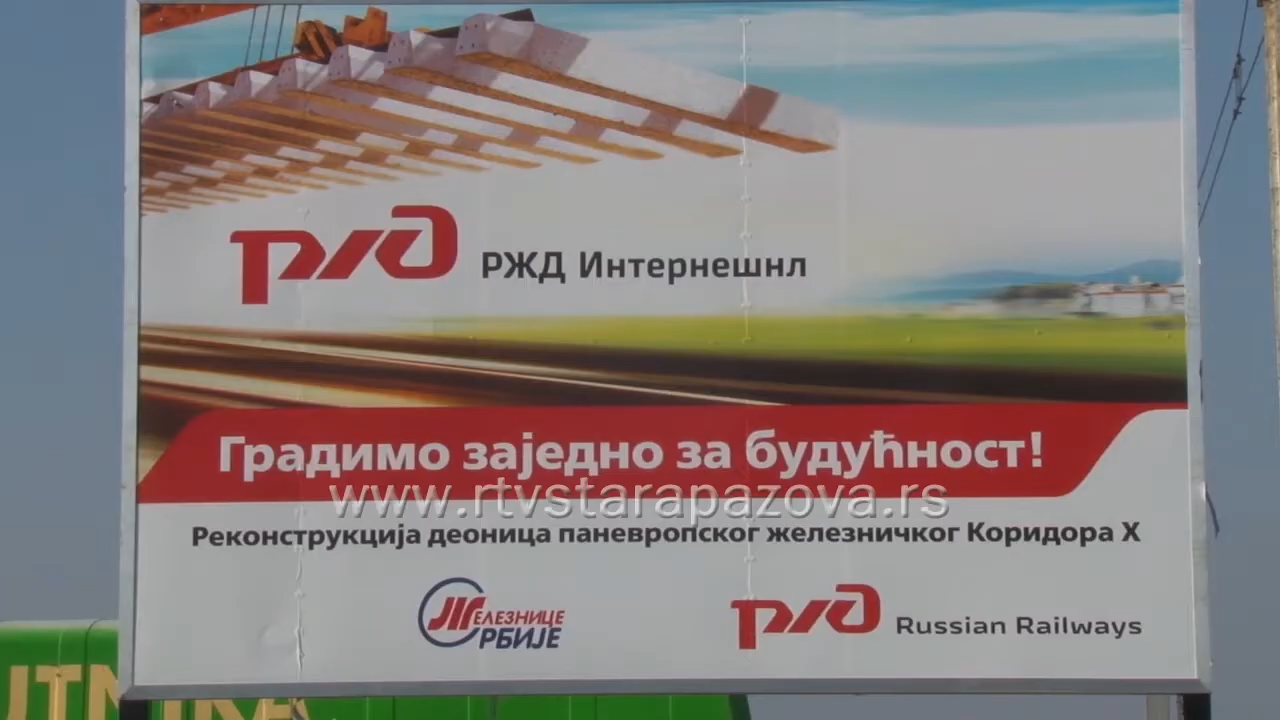 РЖД РЖД Интернешнл
Градимо заједно за будућност!
www.rtvstarapazova.rs
Реконструкција деоница паневропског железничког Коридора X
ЖЕЛЕЗНИЦЕ
СРБИЈЕ
РЖД Russian Railways